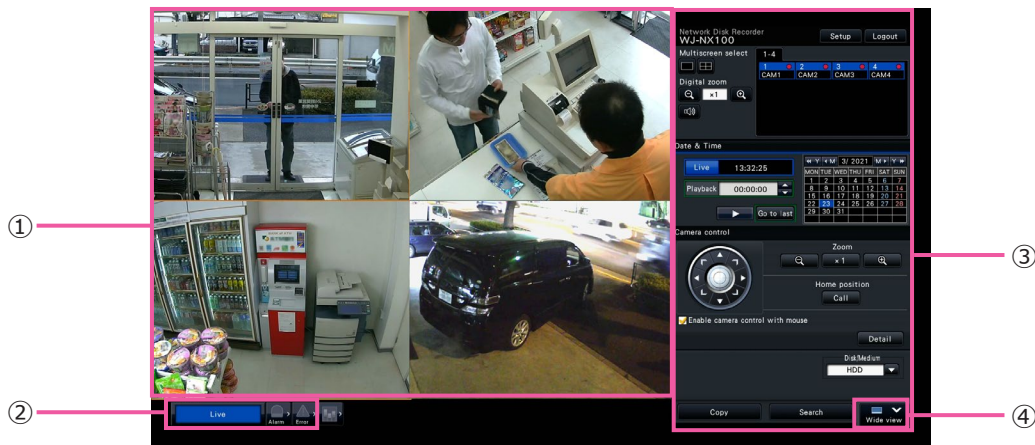 ①
②
③
④
Network Disk Recorder
WJ-NX100
Setup
Logout
Multiscreen select
1-4
1 2 3 4
CAM1 CAM2 CAM3 CAM4
Digital zoom
×1
Date & Time
Live 13:32:25
Playback 00:00:00
Go to last
Y M 3/ 2021 M Y
MON TUE WED THU FRI SAT SUN
1 2 3 4 5 6 7
8 9 10 11 12 13 14
15 16 17 18 19 20 21
22 23 24 25 26 27 28
29 30 31
Camera control
Zoom
×1
Home position
Call
Enable camera control with mouse
Detail
Disk/Medium
HDD
Copy
Search
Wide view
Live
Alarm
Error